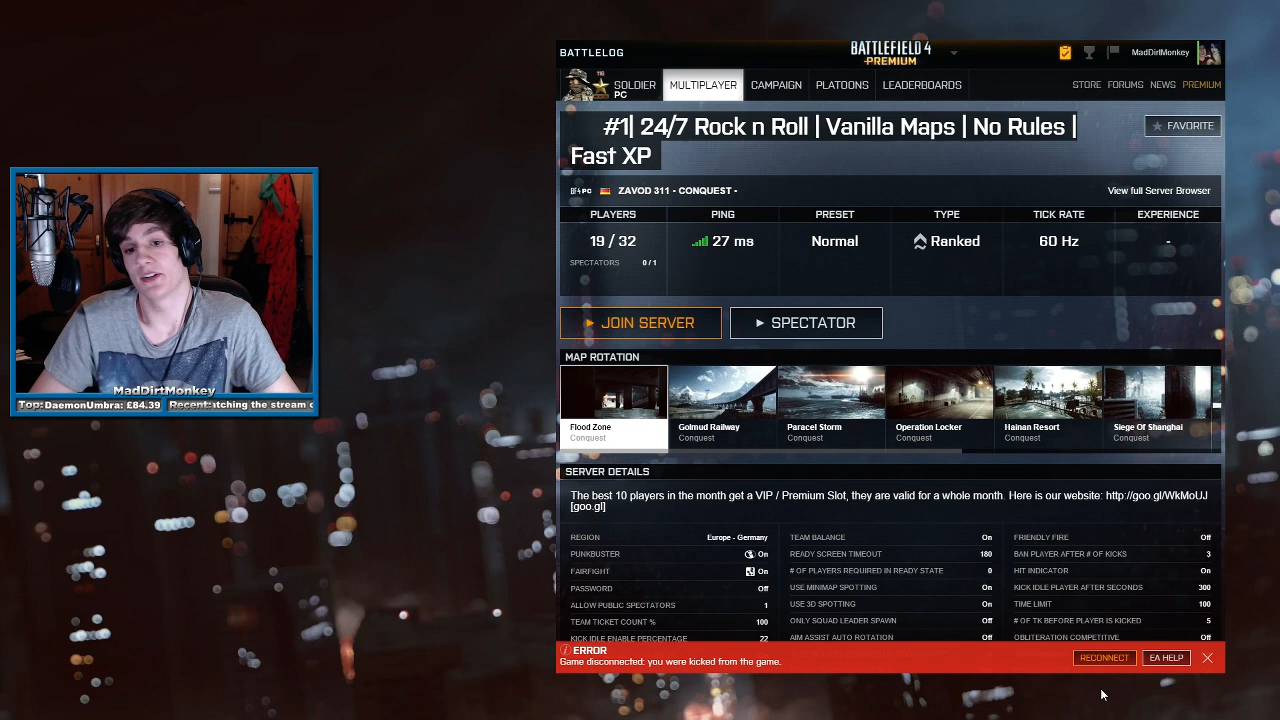 BATTLELOG
BATTLEFIELD 4
PREMIUM
MadDirtMonkey
116
SOLDIER
PC
MULTIPLAYER
CAMPAIGN
PLATOONS
LEADERBOARDS
STORE
FORUMS
NEWS
PREMIUM
#1| 24/7 Rock n Roll | Vanilla Maps | No Rules |
Fast XP
FAVORITE
BF4 PC
ZAVOD 311 - CONQUEST -
View full Server Browser
PLAYERS
PING
PRESET
TYPE
TICK RATE
EXPERIENCE
19 / 32
27 ms
Normal
Ranked
60 Hz
-
SPECTATORS 0 / 1
JOIN SERVER
SPECTATOR
MAP ROTATION
Flood Zone
Conquest
Golmud Railway
Conquest
Paracel Storm
Conquest
Operation Locker
Conquest
Hainan Resort
Conquest
Siege Of Shanghai
Conquest
SERVER DETAILS
The best 10 players in the month get a VIP / Premium Slot, they are valid for a whole month. Here is our website: http://goo.gl/WkMoUJ
[goo.gl]
REGION Europe - Germany
PUNKBUSTER On
FAIRFIGHT On
PASSWORD Off
ALLOW PUBLIC SPECTATORS 1
TEAM TICKET COUNT % 100
KICK IDLE ENABLE PERCENTAGE 22
TEAM BALANCE On
READY SCREEN TIMEOUT 180
# OF PLAYERS REQUIRED IN READY STATE 0
USE MINIMAP SPOTTING On
USE 3D SPOTTING On
ONLY SQUAD LEADER SPAWN Off
AIM ASSIST AUTO ROTATION Off
FRIENDLY FIRE Off
BAN PLAYER AFTER # OF KICKS 3
HIT INDICATOR On
KICK IDLE PLAYER AFTER SECONDS 300
TIME LIMIT 100
# OF TK BEFORE PLAYER IS KICKED 5
OBLITERATION COMPETITIVE Off
ERROR
Game disconnected: you were kicked from the game.
RECONNECT
EA HELP
MadDirtMonkey
Top: DaemonUmbra: £84.39
Recent: atching the stream